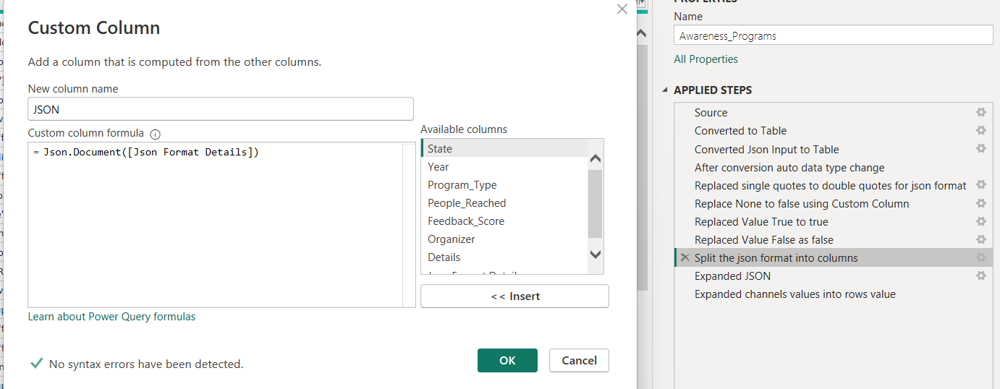 Custom Column
Add a column that is computed from the other columns.
New column name
JSON
Custom column formula
= Json.Document([Json Format Details])
Available columns
State
Year
Program_Type
People_Reached
Feedback_Score
Organizer
Details
<< Insert
Learn about Power Query formulas
No syntax errors have been detected.
OK
Cancel
PROPERTIES
Name
Awareness_Programs
All Properties
APPLIED STEPS
Source
Converted to Table
Converted Json Input to Table
After conversion auto data type change
Replaced single quotes to double quotes for json format
Replace None to false using Custom Column
Replaced Value True to true
Replaced Value False as false
Split the json format into columns
Expanded JSON
Expanded channels values into rows value